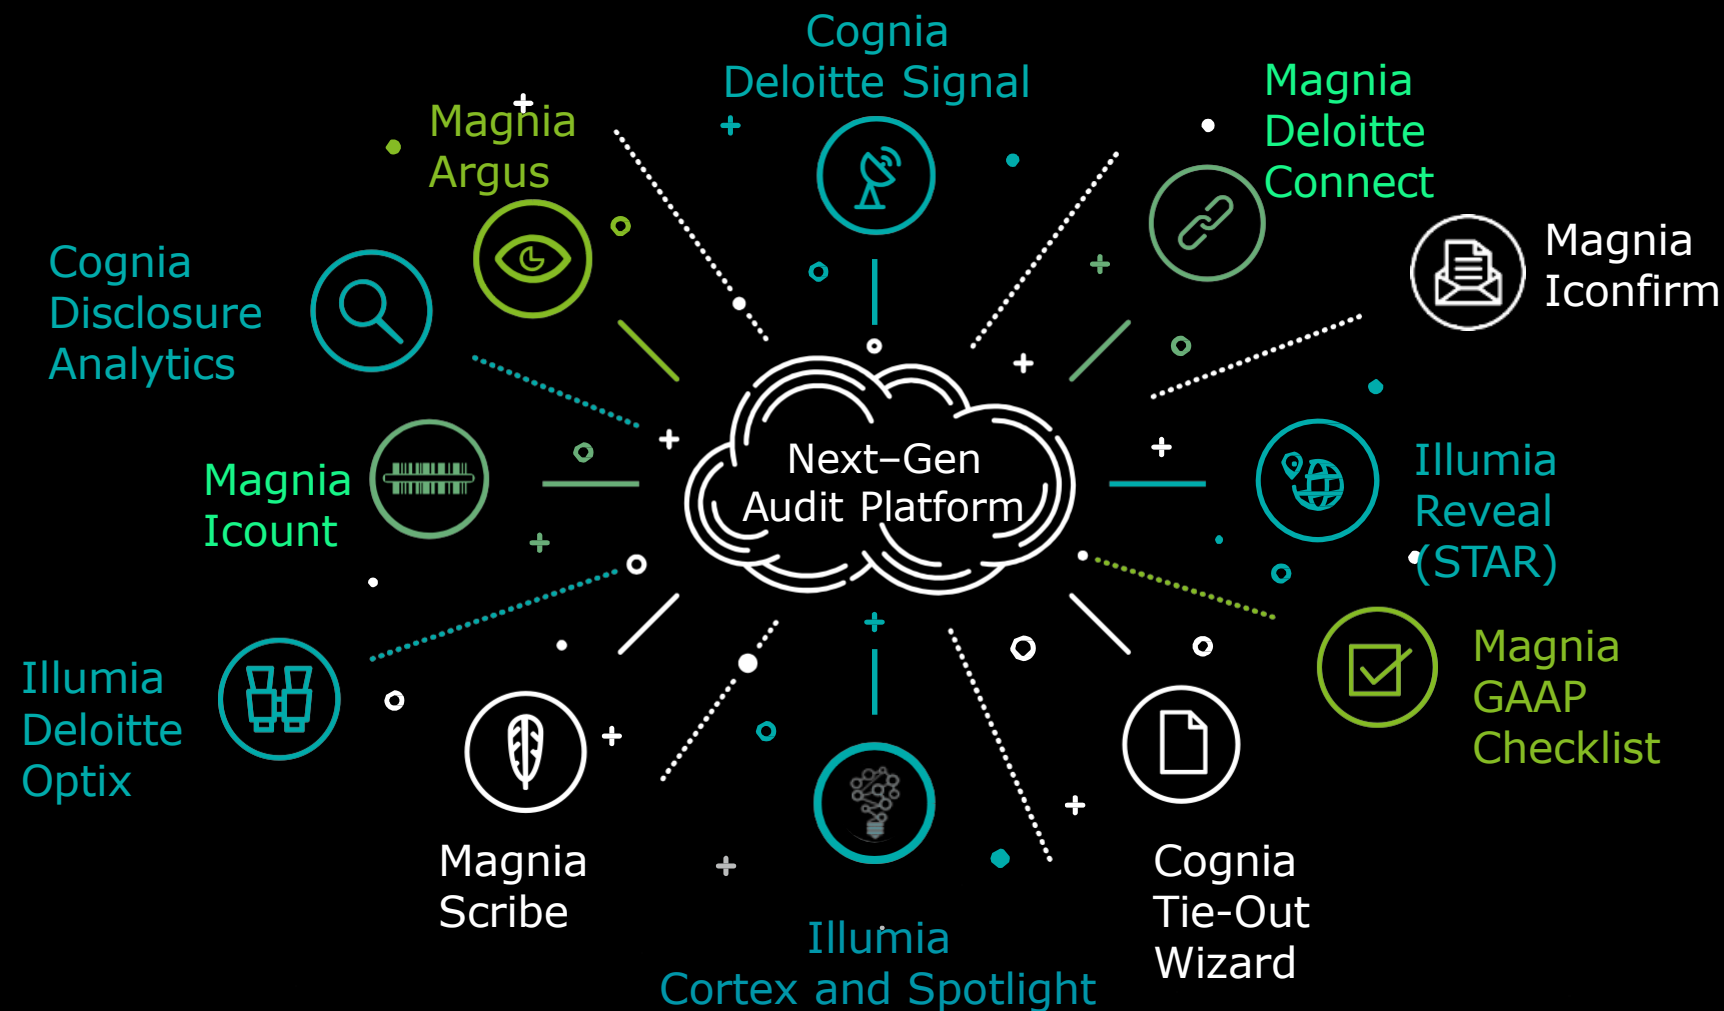 Cognia
Deloitte Signal
Magnia
Deloitte
Connect
Magnia
Argus
Magnia
Iconfirm
Cognia
Disclosure
Analytics
Next–Gen
Audit Platform
Illumia
Reveal
(STAR)
Magnia
Icount
Magnia
GAAP
Checklist
Illumia
Deloitte
Optix
Magnia
Scribe
Cognia
Tie-Out
Wizard
Illumia
Cortex and Spotlight